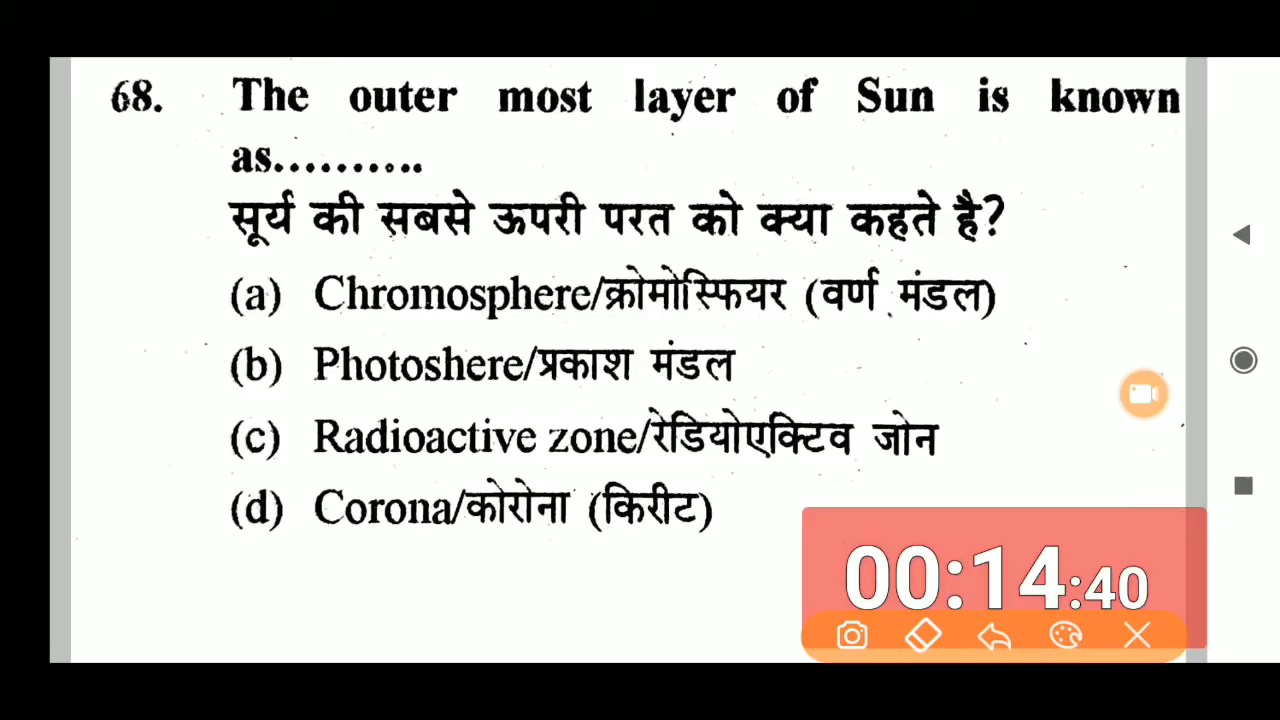 68. The outer most layer of Sun is known
as..........
सूर्य की सबसे ऊपरी परत को क्या कहते है?
(a) Chromosphere/क्रोमोस्फियर (वर्ण मंडल)
(b) Photoshere/प्रकाश मंडल
(c) Radioactive zone/रेडियोएक्टिव जोन
(d) Corona/कोरोना (किरीट)
00:14:40